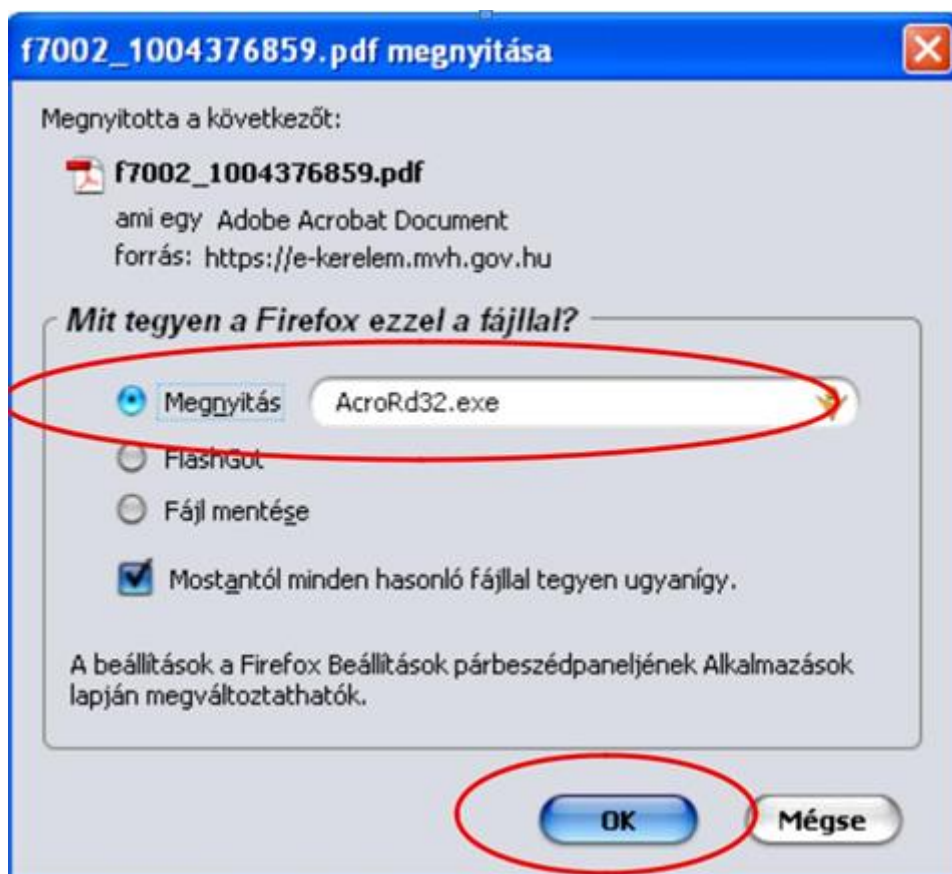 f7002_1004376859.pdf megnyitása
Megnyitotta a következőt:
f7002_1004376859.pdf
ami egy Adobe Acrobat Document
forrás: https://e-kerelem.mvh.gov.hu
Mit tegyen a Firefox ezzel a fájllal?
Megnyitás AcroRd32.exe
FlashGot
Fájl mentése
Mostantól minden hasonló fájllal tegyen ugyanígy.
A beállítások a Firefox Beállítások párbeszédpaneljének Alkalmazások
lapján megváltoztathatók.
OK Mégse